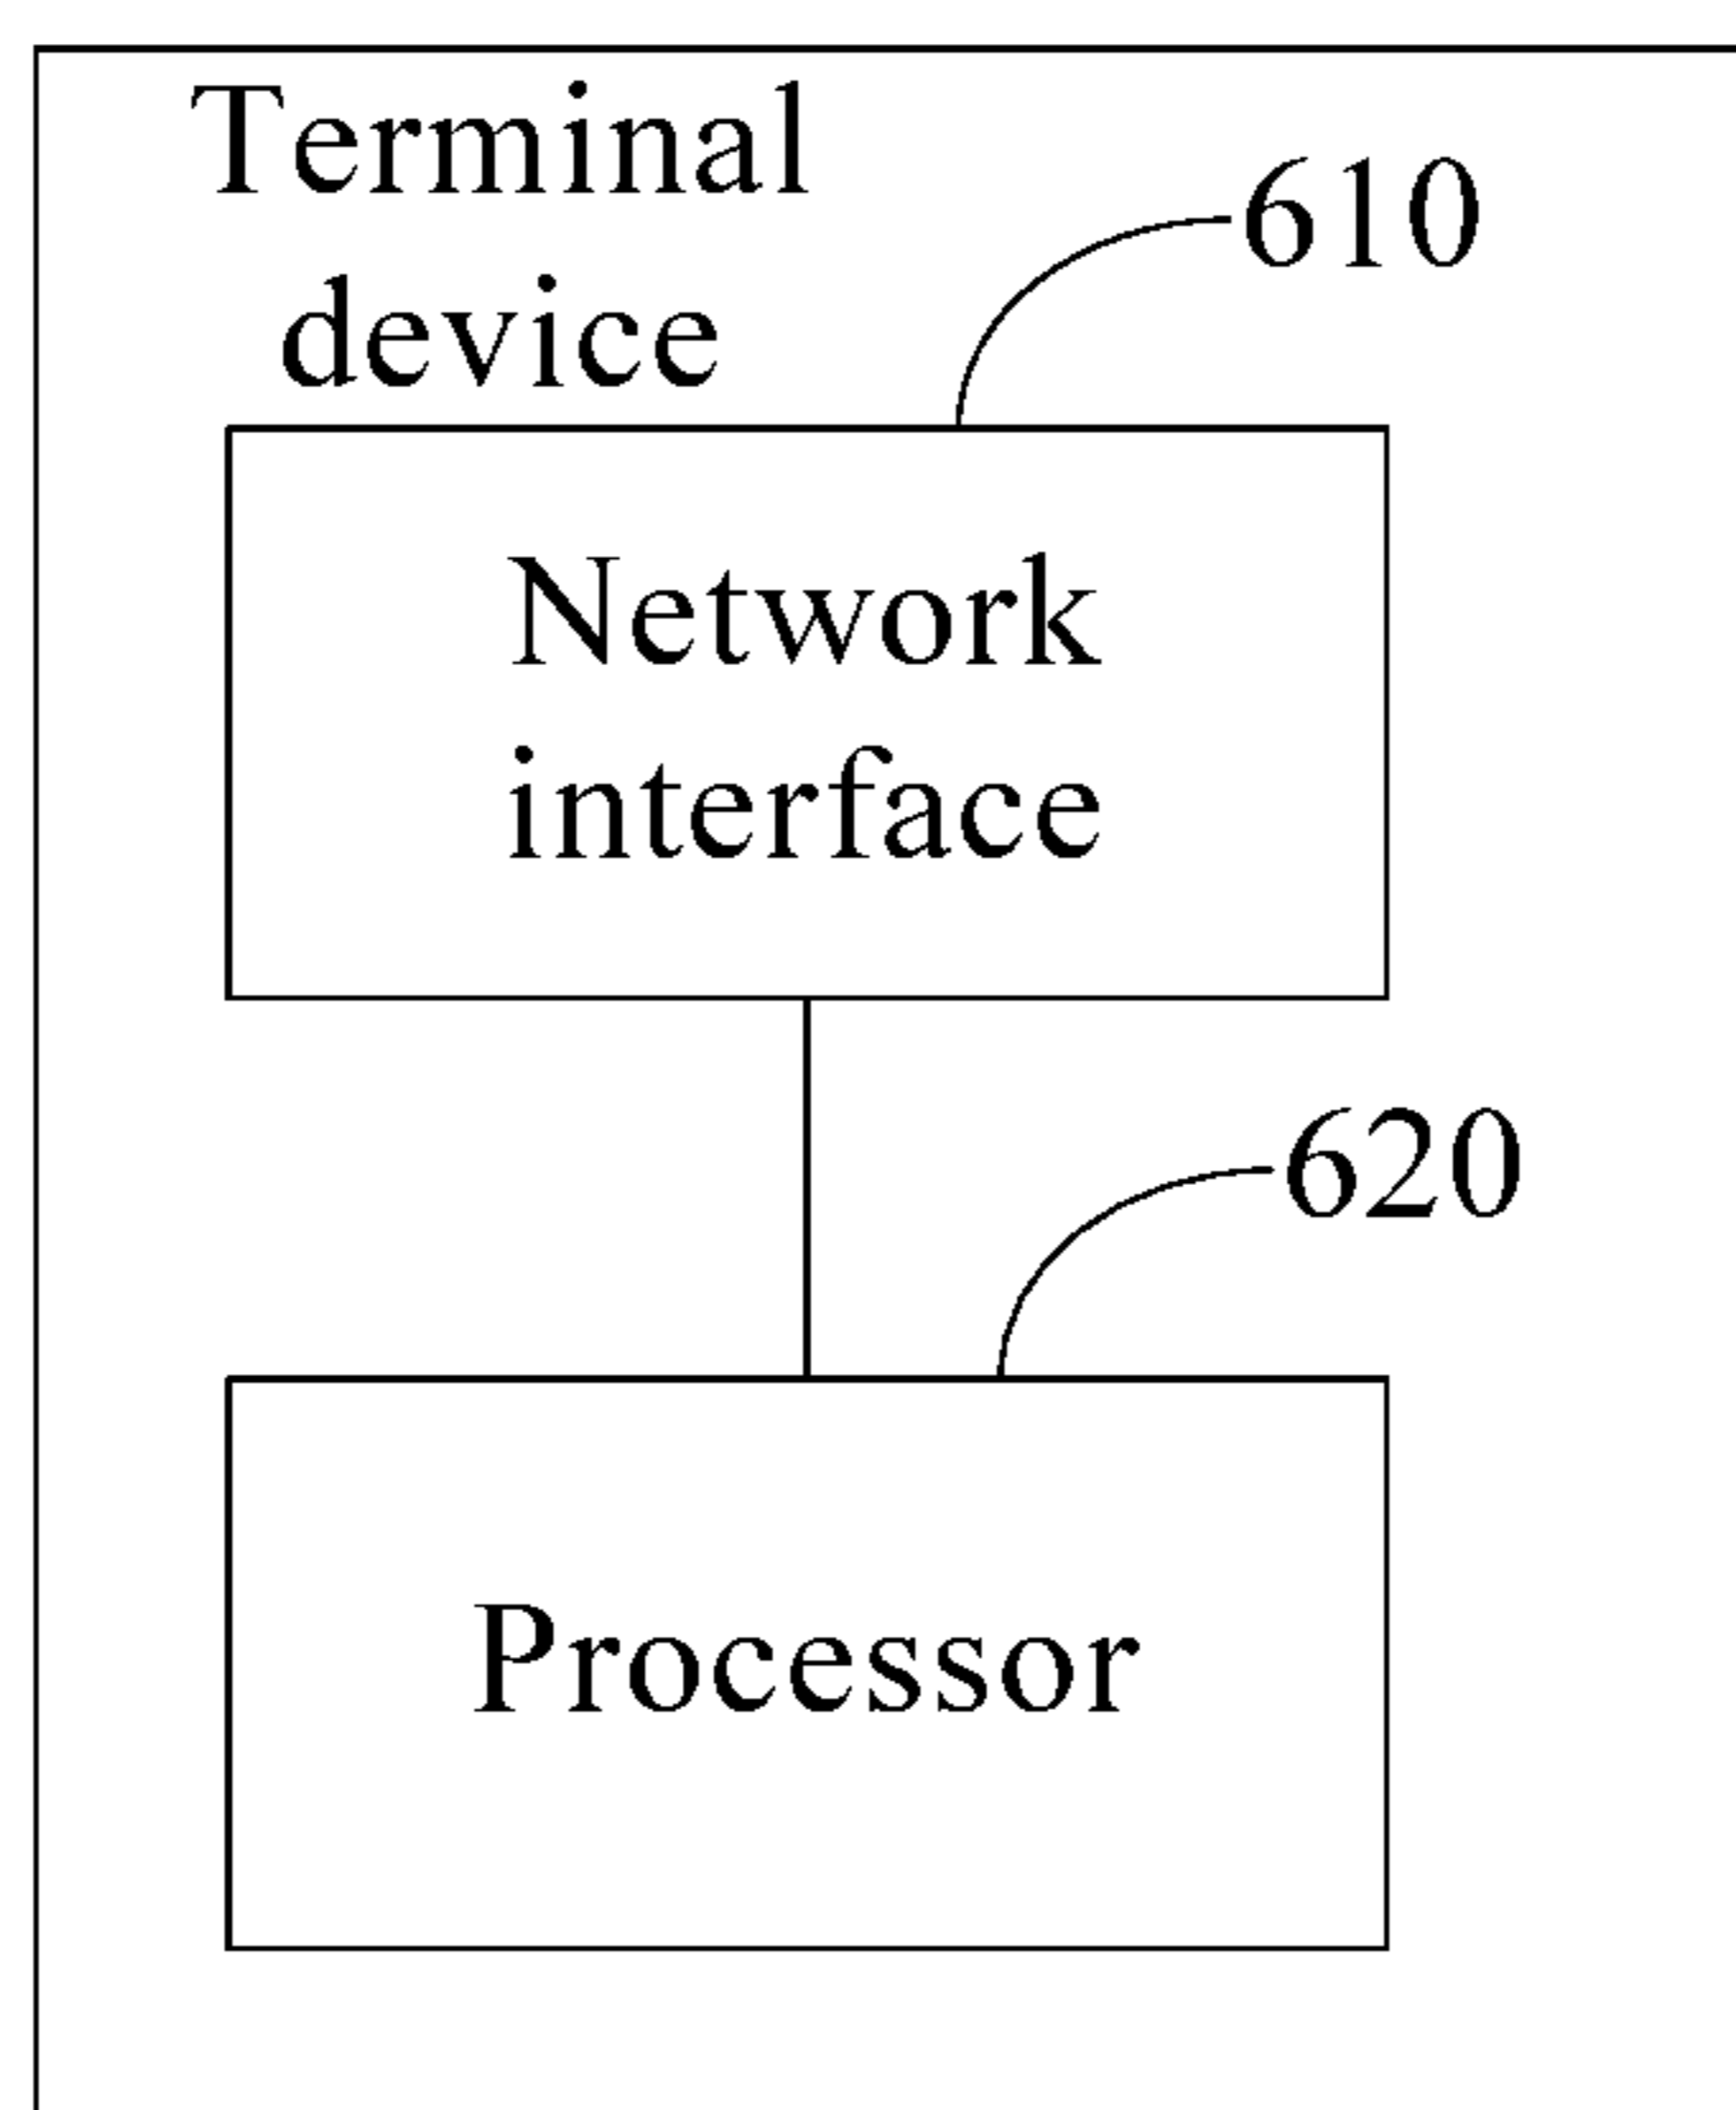 Terminal
device
610
Network
interface
620
Processor